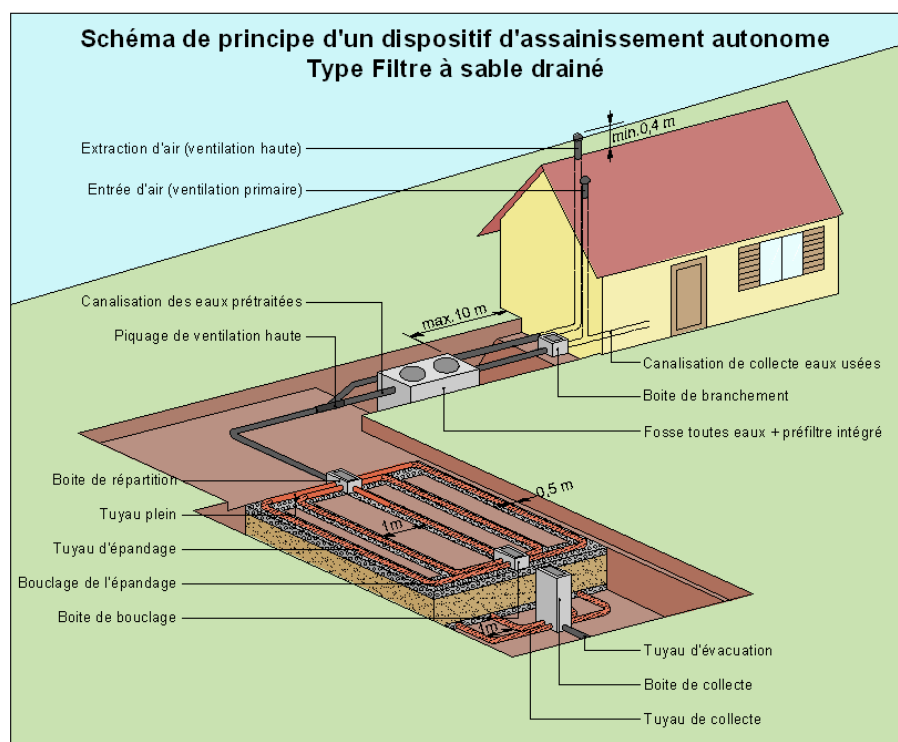 Schéma de principe d'un dispositif d'assainissement autonome
Type Filtre à sable drainé
min.0,4 m
Extraction d'air (ventilation haute)
Entrée d'air (ventilation primaire)
Canalisation des eaux prétraitées
max.10 m
Piquage de ventilation haute
Canalisation de collecte eaux usées
Boite de branchement
Fosse toutes eaux + préfiltre intégré
Boite de répartition
0,5 m
Tuyau plein
1m
Tuyau d'épandage
Bouclage de l'épandage
Boite de bouclage
1m
Tuyau d'évacuation
Boite de collecte
Tuyau de collecte